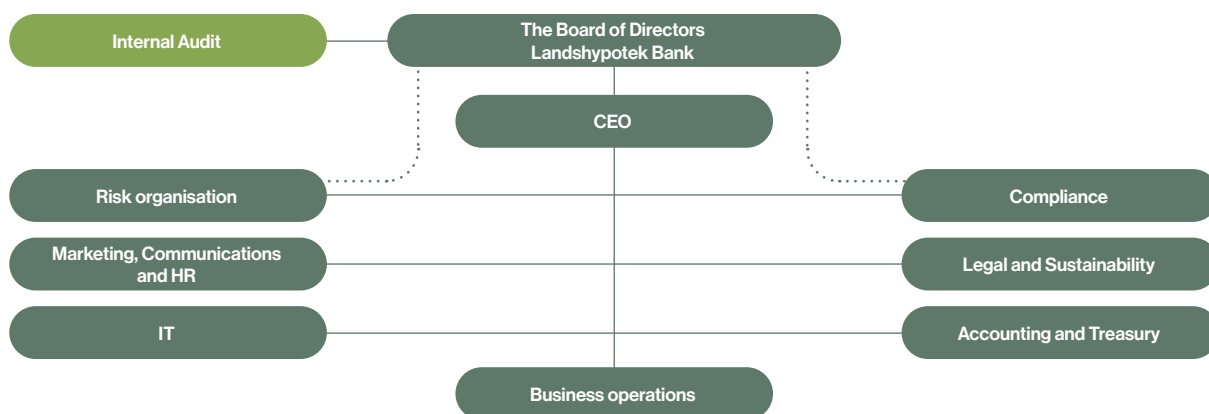 Internal Audit
The Board of Directors
Landshypotek Bank
CEO
Risk organisation
Compliance
Marketing, Communications
and HR
Legal and Sustainability
IT
Accounting and Treasury
Business operations